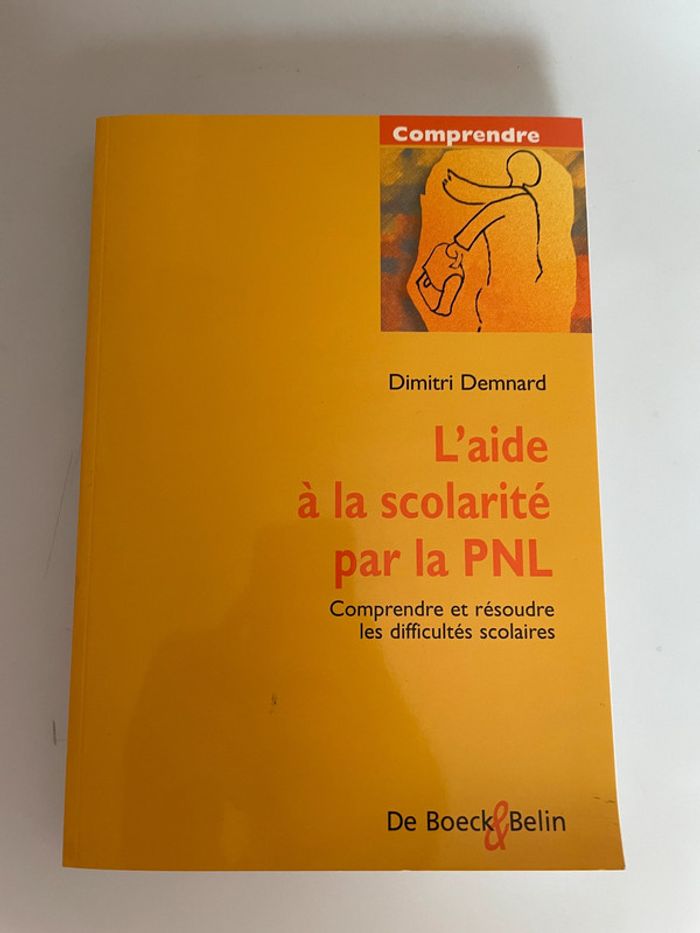 Comprendre
Dimitri Demnard
L'aide
à la scolarité
par la PNL
Comprendre et résoudre
les difficultés scolaires
De Boeck&Belin